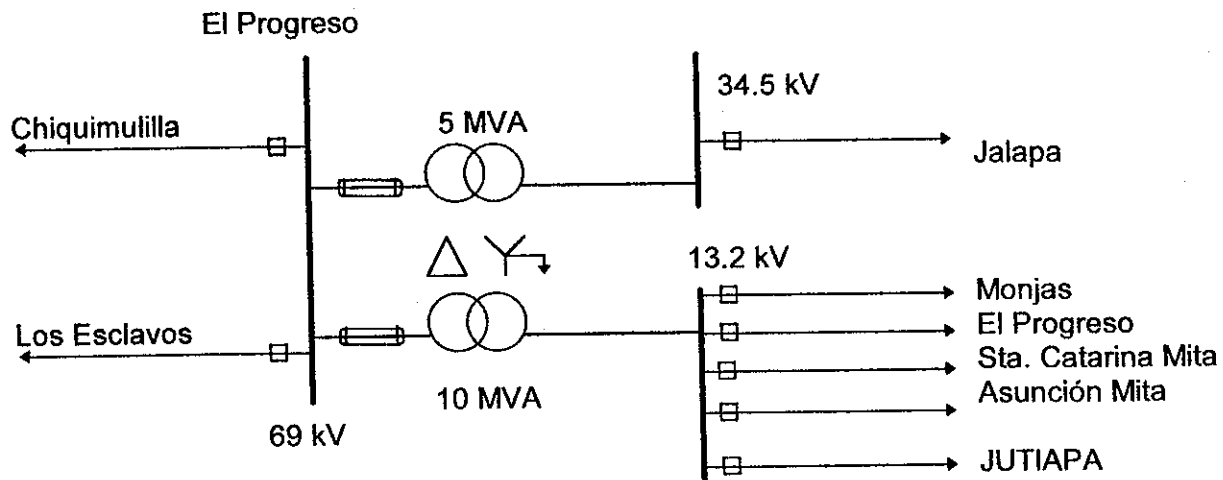 El Progreso
Chiquimulilla
5 MVA
34.5 kV
Jalapa
13.2 kV
Monjas
El Progreso
Sta. Catarina Mita
Asunción Mita
JUTIAPA
Los Esclavos
10 MVA
69 kV